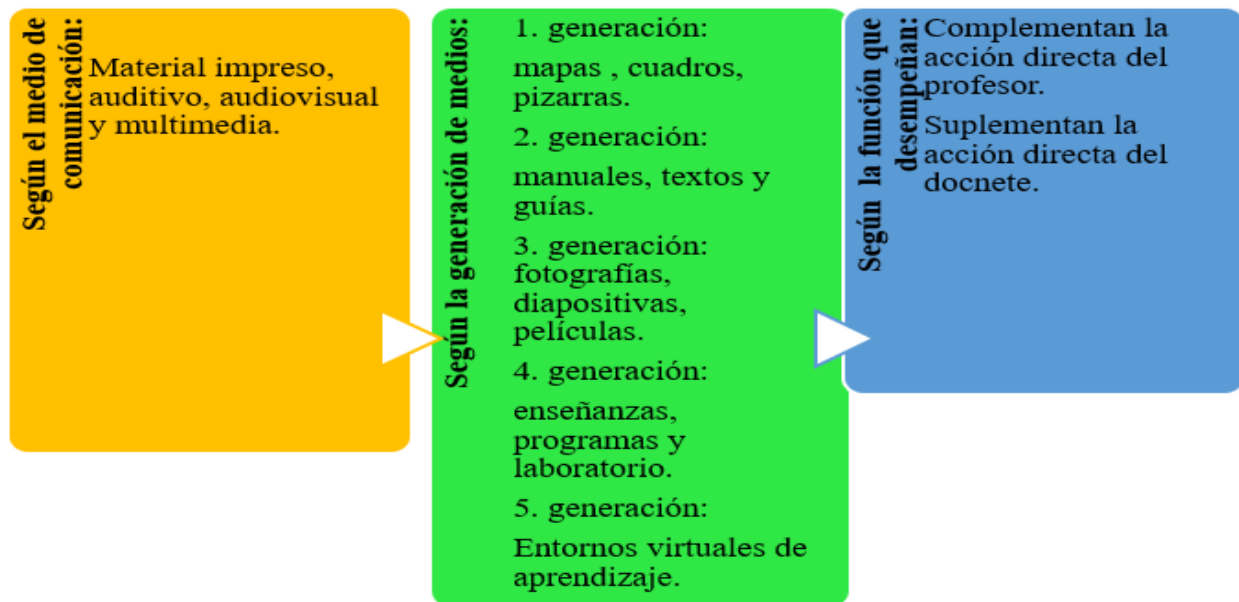 Según el medio de
comunicación:
Material impreso,
auditivo, audiovisual
y multimedia.
Según la generación de medios:
1. generación:
mapas , cuadros,
pizarras.
2. generación:
manuales, textos y
guías.
3. generación:
fotografías,
diapositivas,
películas.
4. generación:
enseñanzas,
programas y
laboratorio.
5. generación:
Entornos virtuales de
aprendizaje.
Según la función que
desempeñan:
Complementan la
acción directa del
profesor.
Suplementan la
acción directa del
docnete.